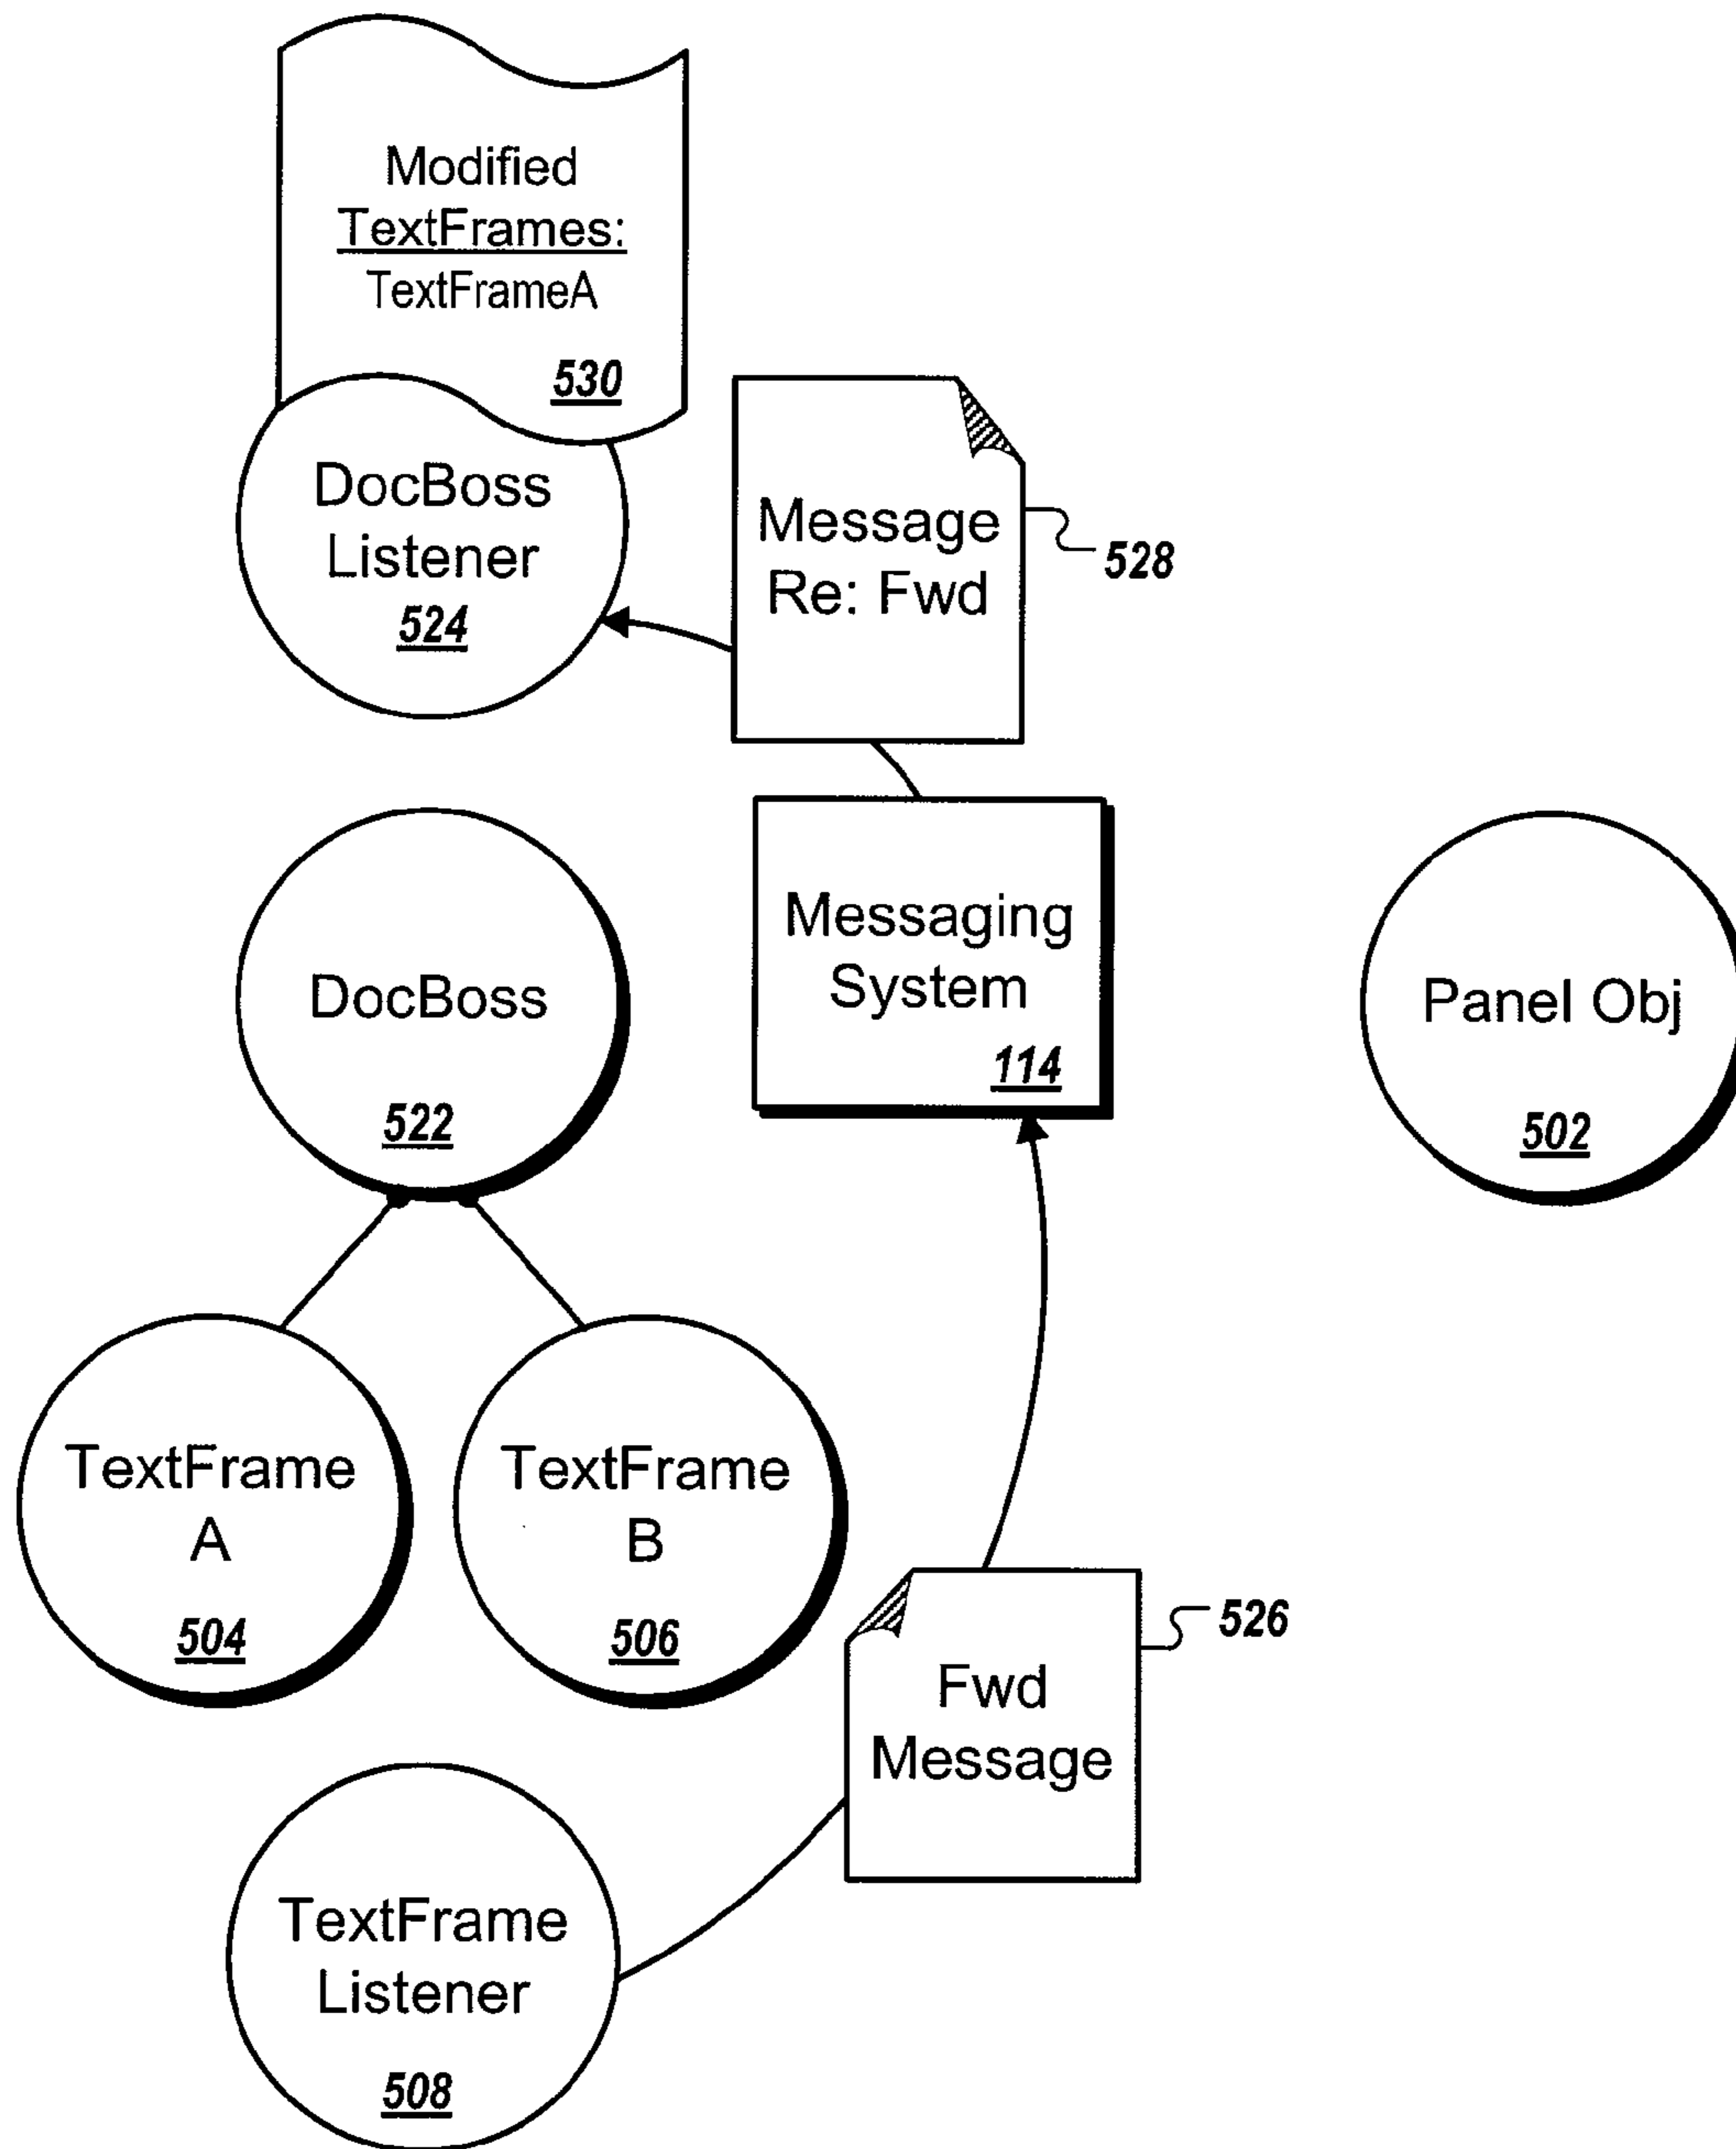 Modified
TextFrames:
TextFrameA
530
DocBoss
Listener
524
Message
Re: Fwd
528
DocBoss
522
Messaging
System
114
Panel Obj
502
TextFrame
A
504
TextFrame
B
506
Fwd
Message
526
TextFrame
Listener
508